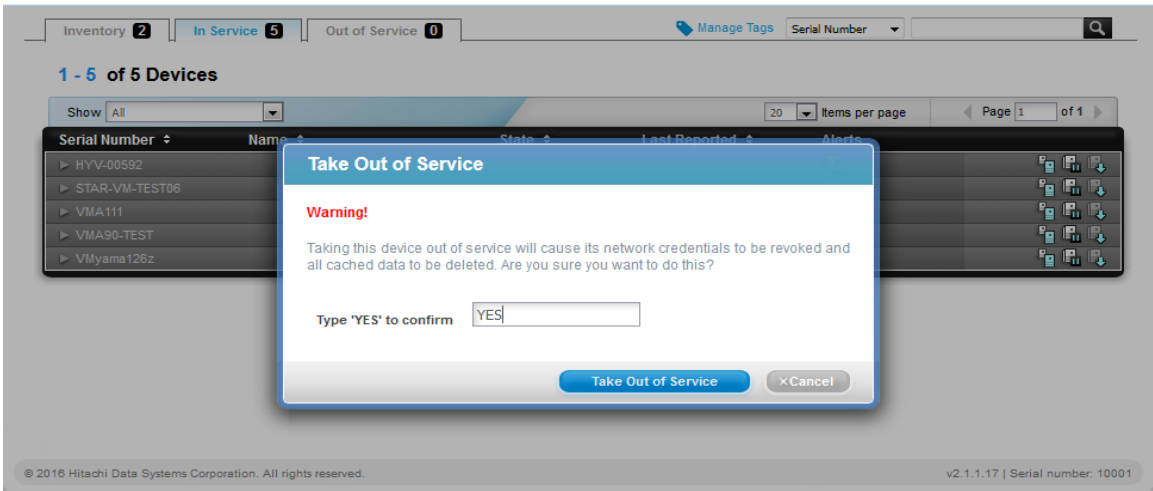 Inventory 2 In Service 5 Out of Service 0 Manage Tags Serial Number
1 - 5 of 5 Devices
Show All 20 Items per page Page 1 of 1
Serial Number Name State Last Reported Alerts
HYV-00592
STAR-VM-TEST06
VMA111
VMA90-TEST
VMyama126z
Take Out of Service
Warning!
Taking this device out of service will cause its network credentials to be revoked and
all cached data to be deleted. Are you sure you want to do this?
Type 'YES' to confirm YES
Take Out of Service ×Cancel
© 2016 Hitachi Data Systems Corporation. All rights reserved. v2.1.1.17 | Serial number: 10001